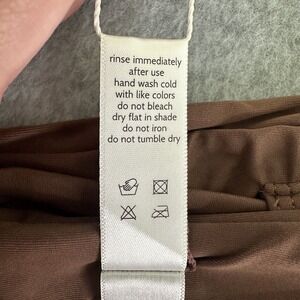 rinse immediately
after use
hand wash cold
with like colors
do not bleach
dry flat in shade
do not iron
do not tumble dry